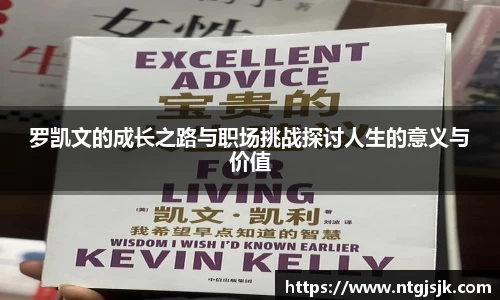 EXCELLENT
ADVICE
宝贵的
罗凯文的成长之路与职场挑战探讨人生的意义与
价值
FOR
LIVING
[美]
凯文·凯利 著
刘波 译
我希望早点知道的智慧
WISDOM I WISH I'D KNOWN EARLIER
KEVIN KELLY
中信出版集团
https://www.ntgjsjk.com